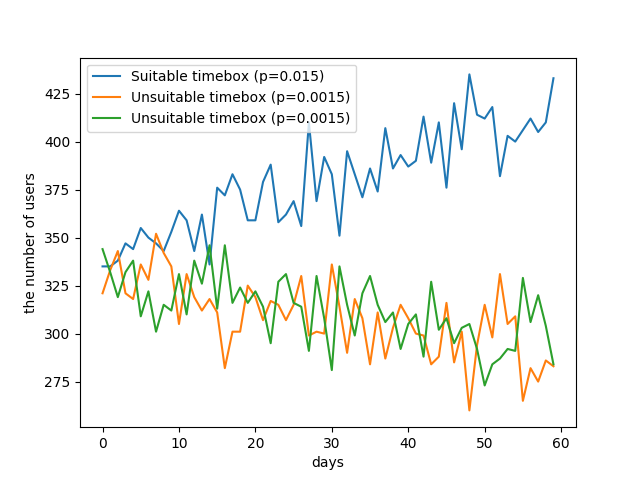 Suitable timebox (p=0.015)
Unsuitable timebox (p=0.0015)
Unsuitable timebox (p=0.0015)
425
400
375
350
325
300
275
the number of users
0 10 20 30 40 50 60
days